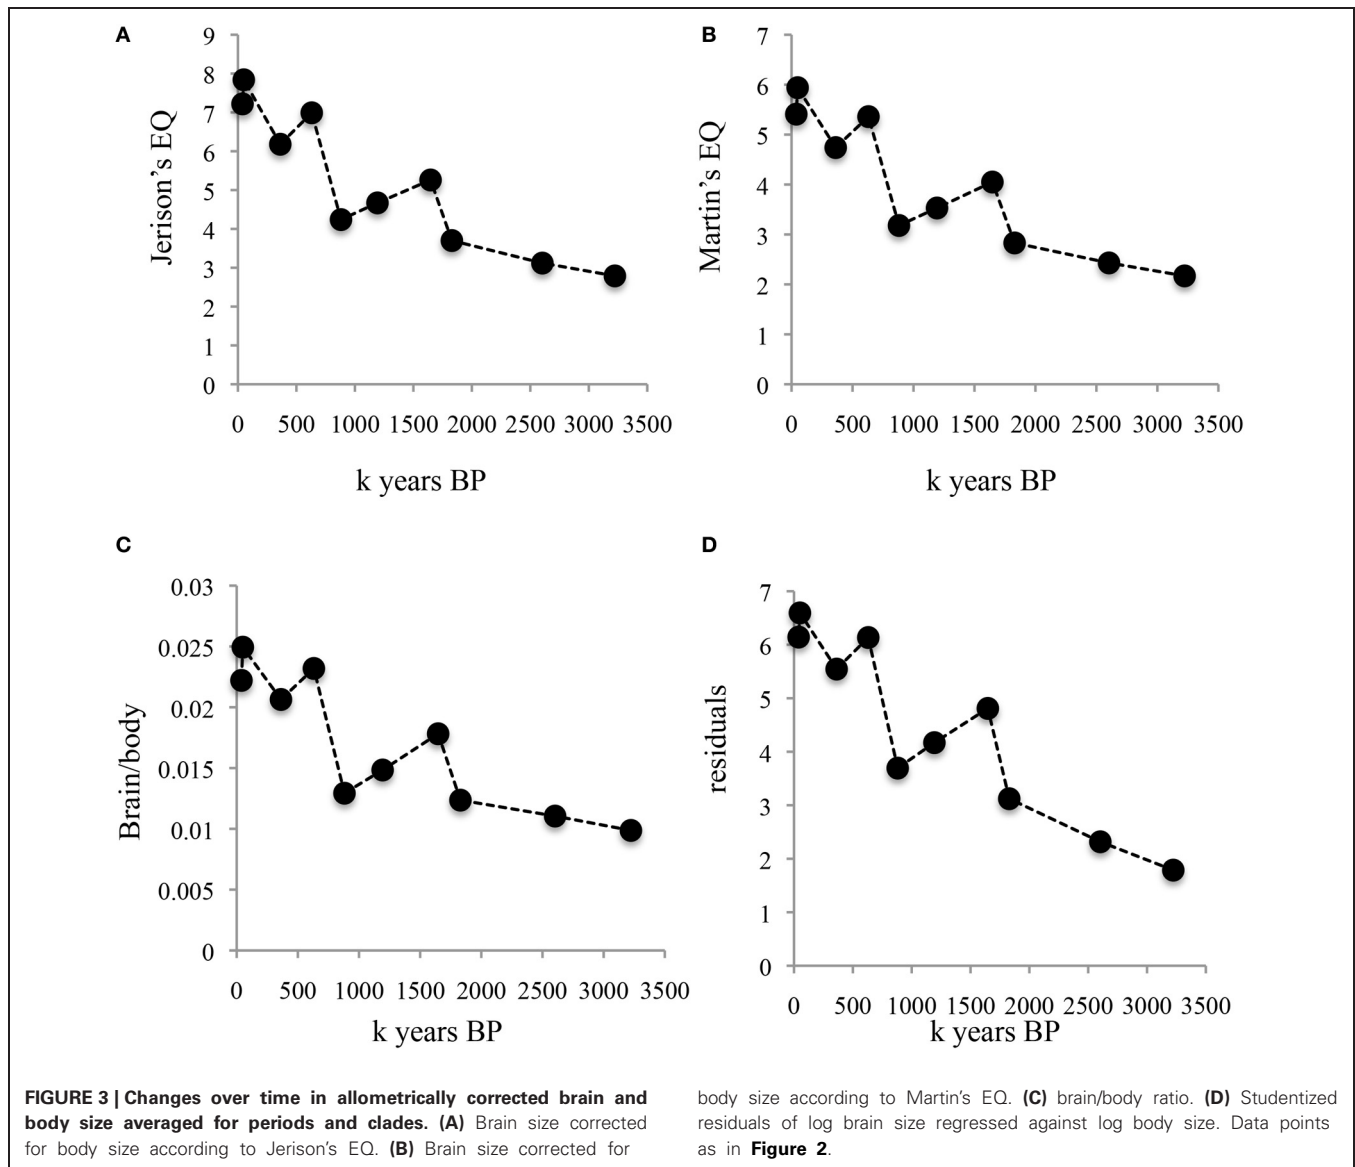 A
9
8
7
6
5
4
3
2
1
0
Jerison's EQ
0 500 1000 1500 2000 2500 3000 3500
k years BP
B
7
6
5
4
3
2
1
0
Martin's EQ
0 500 1000 1500 2000 2500 3000 3500
k years BP
C
0.03
0.025
0.02
0.015
0.01
0.005
0
Brain/body
0 500 1000 1500 2000 2500 3000 3500
k years BP
D
7
6
5
4
3
2
1
0
residuals
0 500 1000 1500 2000 2500 3000 3500
k years BP
FIGURE 3 | Changes over time in allometrically corrected brain and
body size averaged for periods and clades. (A) Brain size corrected
for body size according to Jerison's EQ. (B) Brain size corrected for
body size according to Martin's EQ. (C) brain/body ratio. (D) Studentized
residuals of log brain size regressed against log body size. Data points
as in Figure 2.